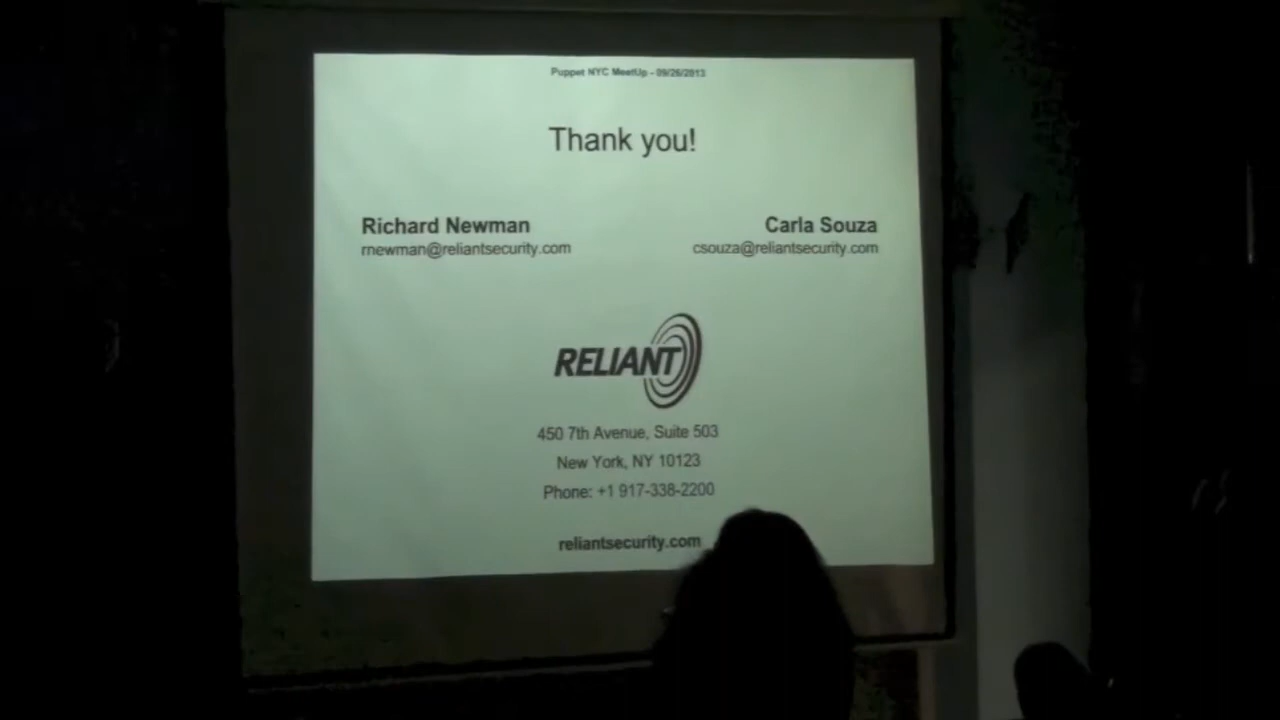 Puppet NYC MeetUp - 09/26/2013
Thank you!
Richard Newman
rnewman@reliantsecurity.com
Carla Souza
csouza@reliantsecurity.com
RELIANT
450 7th Avenue, Suite 503
New York, NY 10123
Phone: +1 917-338-2200
reliantsecurity.com